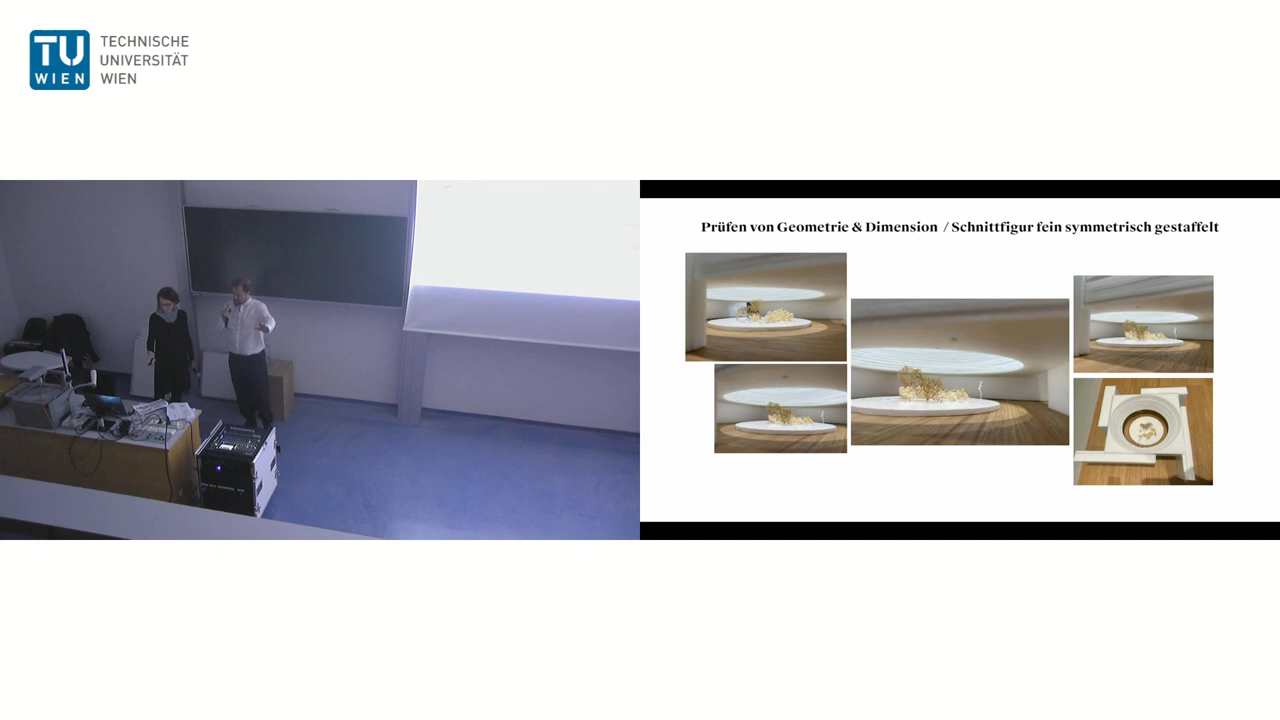 TU
WIEN
TECHNISCHE
UNIVERSITÄT
WIEN
Prüfen von Geometrie & Dimension / Schnittfigur fein symmetrisch gestaffelt